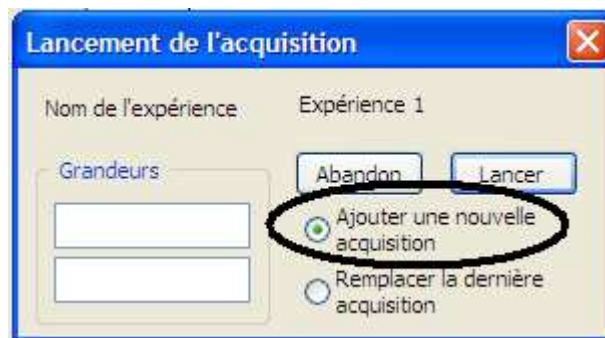 Lancement de l'acquisition
Nom de l'expérience Expérience 1
Grandeurs
Abandon Lancer
Ajouter une nouvelle
acquisition
Remplacer la dernière
acquisition